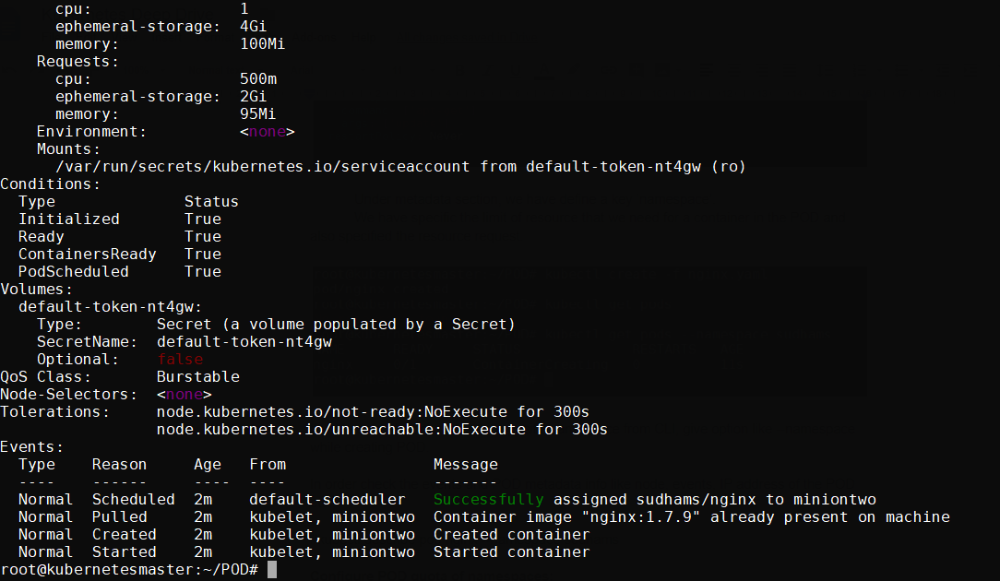 cpu: 1
ephemeral-storage: 4Gi
memory: 100Mi
Requests:
cpu: 500m
ephemeral-storage: 2Gi
memory: 95Mi
Environment: <none>
Mounts:
/var/run/secrets/kubernetes.io/serviceaccount from default-token-nt4gw (ro)
Conditions:
Type Status
Initialized True
Ready True
ContainersReady True
PodScheduled True
Volumes:
default-token-nt4gw:
Type: Secret (a volume populated by a Secret)
SecretName: default-token-nt4gw
Optional: false
QoS Class: Burstable
Node-Selectors: <none>
Tolerations: node.kubernetes.io/not-ready:NoExecute for 300s
node.kubernetes.io/unreachable:NoExecute for 300s
Events:
Type Reason Age From Message
---- ------ ---- ---- -------
Normal Scheduled 2m default-scheduler Successfully assigned sudhams/nginx to miniontwo
Normal Pulled 2m kubelet, miniontwo Container image "nginx:1.7.9" already present on machine
Normal Created 2m kubelet, miniontwo Created container
Normal Started 2m kubelet, miniontwo Started container
root@kubernetesmaster:~/POD#